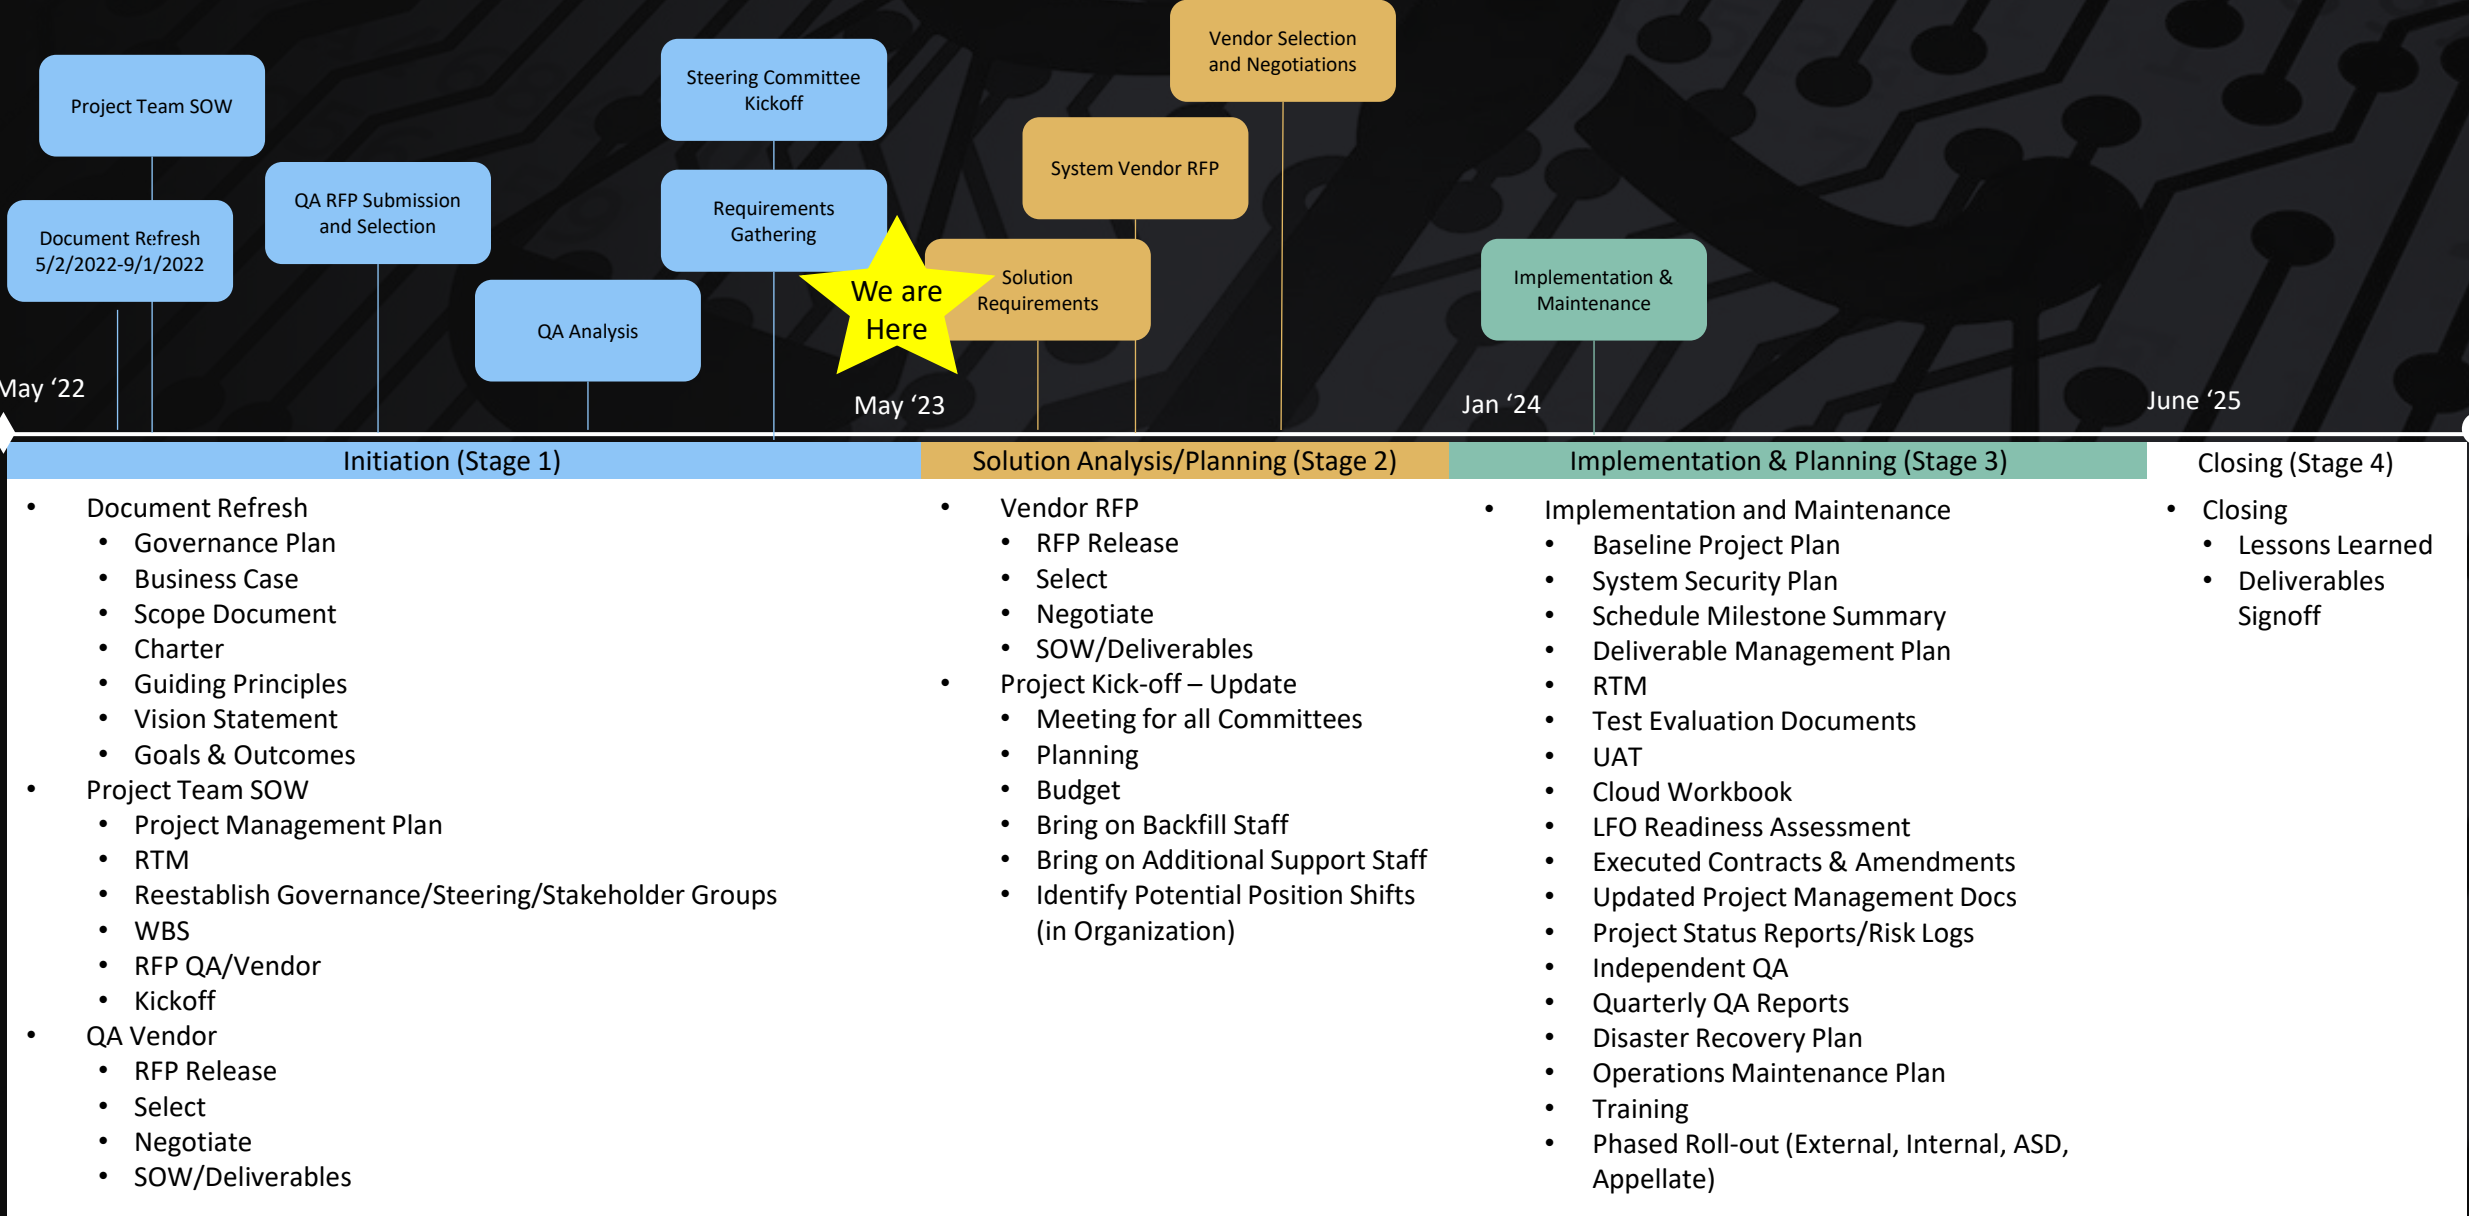 Vendor Selection
and Negotiations
Steering Committee
Kickoff
Project Team SOW
System Vendor RFP
QA RFP Submission
and Selection
Requirements
Gathering
Document Refresh
5/2/2022-9/1/2022
We are
Here
Solution
Requirements
Implementation &
Maintenance
QA Analysis
May ‘22
May ‘23
Jan ‘24
June ‘25
Initiation (Stage 1)
• Document Refresh
• Governance Plan
• Business Case
• Scope Document
• Charter
• Guiding Principles
• Vision Statement
• Goals & Outcomes
• Project Team SOW
• Project Management Plan
• RTM
• Reestablish Governance/Steering/Stakeholder Groups
• WBS
• RFP QA/Vendor
• Kickoff
• QA Vendor
• RFP Release
• Select
• Negotiate
• SOW/Deliverables
Solution Analysis/Planning (Stage 2)
• Vendor RFP
• RFP Release
• Select
• Negotiate
• SOW/Deliverables
• Project Kick-off – Update
• Meeting for all Committees
• Planning
• Budget
• Bring on Backfill Staff
• Bring on Additional Support Staff
• Identify Potential Position Shifts
(in Organization)
Implementation & Planning (Stage 3)
• Implementation and Maintenance
• Baseline Project Plan
• System Security Plan
• Schedule Milestone Summary
• Deliverable Management Plan
• RTM
• Test Evaluation Documents
• UAT
• Cloud Workbook
• LFO Readiness Assessment
• Executed Contracts & Amendments
• Updated Project Management Docs
• Project Status Reports/Risk Logs
• Independent QA
• Quarterly QA Reports
• Disaster Recovery Plan
• Operations Maintenance Plan
• Training
• Phased Roll-out (External, Internal, ASD,
Appellate)
Closing (Stage 4)
• Closing
• Lessons Learned
• Deliverables
Signoff